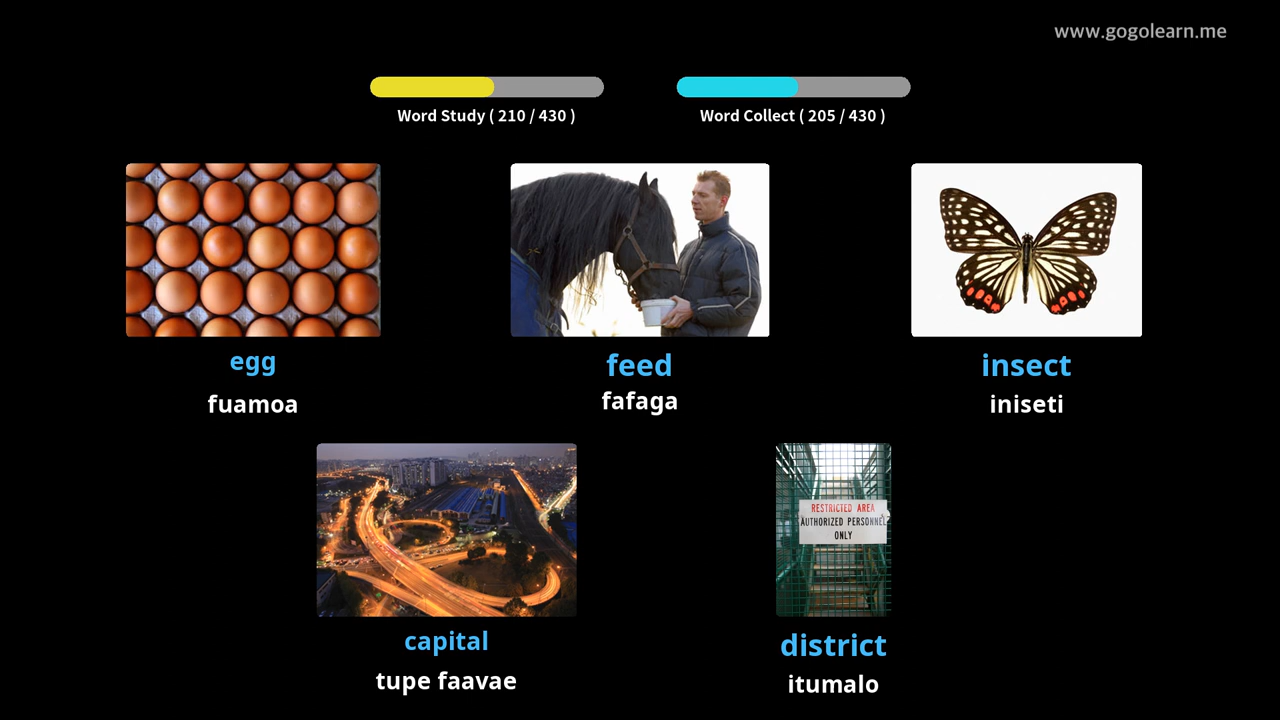 www.gogolearn.me
Word Study ( 210 / 430 )
Word Collect ( 205 / 430 )
egg
fuamoa
feed
fafaga
insect
iniseti
RESTRICTED AREA
AUTHORIZED PERSONNEL
ONLY
capital
tupe faavae
district
itumalo